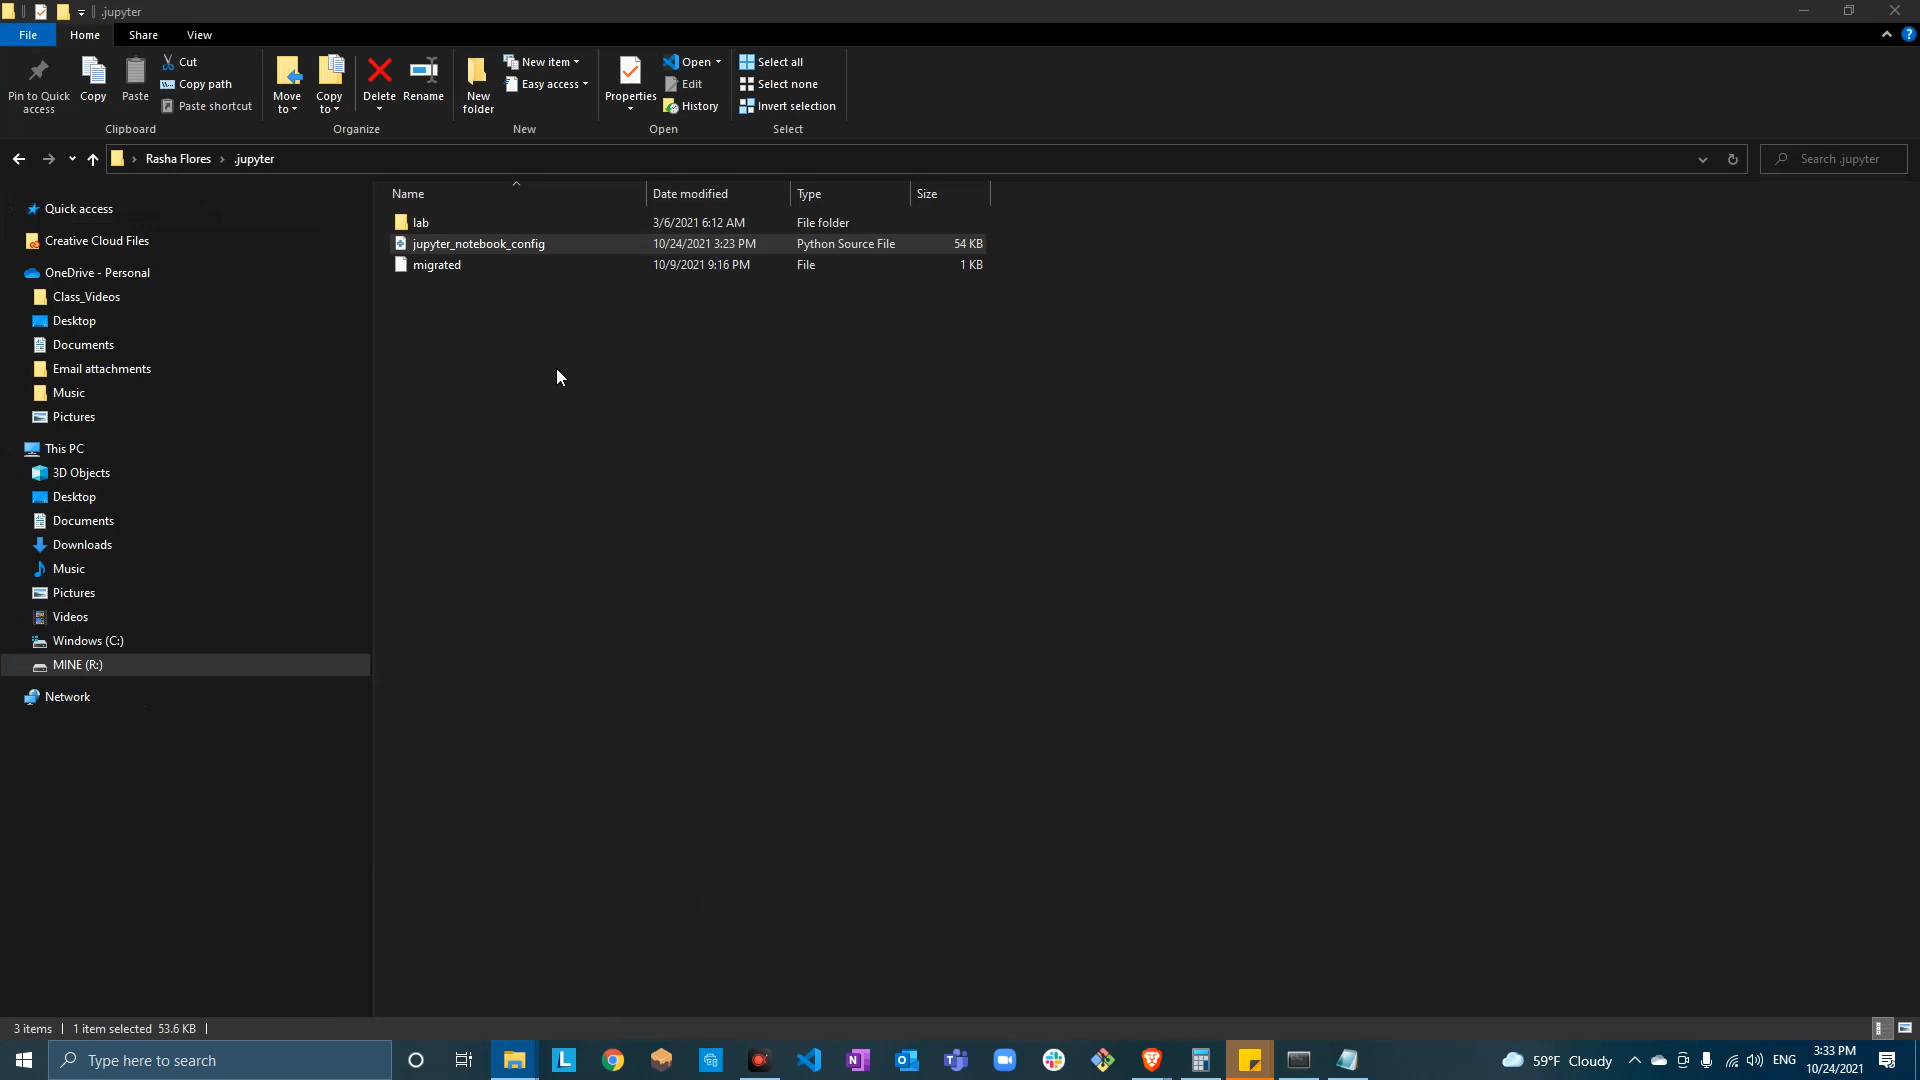 .jupyter
File Home Share View
Pin to Quick access
Copy
Paste
Cut
Copy path
Paste shortcut
Clipboard
Move to
Copy to
Delete
Rename
Organize
New folder
New item
Easy access
New
Properties
Open
Edit
History
Open
Select all
Select none
Invert selection
Select
Rasha Flores › .jupyter
Search .jupyter
Name Date modified Type Size
lab 3/6/2021 6:12 AM File folder
jupyter_notebook_config 10/24/2021 3:23 PM Python Source File 54 KB
migrated 10/9/2021 9:16 PM File 1 KB
Quick access
Creative Cloud Files
OneDrive - Personal
Class_Videos
Desktop
Documents
Email attachments
Music
Pictures
This PC
3D Objects
Desktop
Documents
Downloads
Music
Pictures
Videos
Windows (C:)
MINE (R:)
Network
3 items 1 item selected 53.6 KB
Type here to search
59°F Cloudy
ENG
3:33 PM
10/24/2021